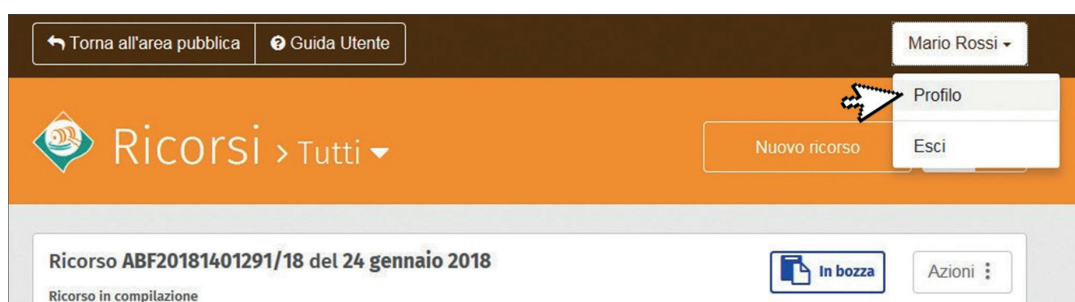 Torna all'area pubblica
Guida Utente
Mario Rossi
Profilo
Esci
Ricorsi > Tutti
Nuovo ricorso
Ricorso ABF20181401291/18 del 24 gennaio 2018
In bozza
Azioni
Ricorso in compilazione